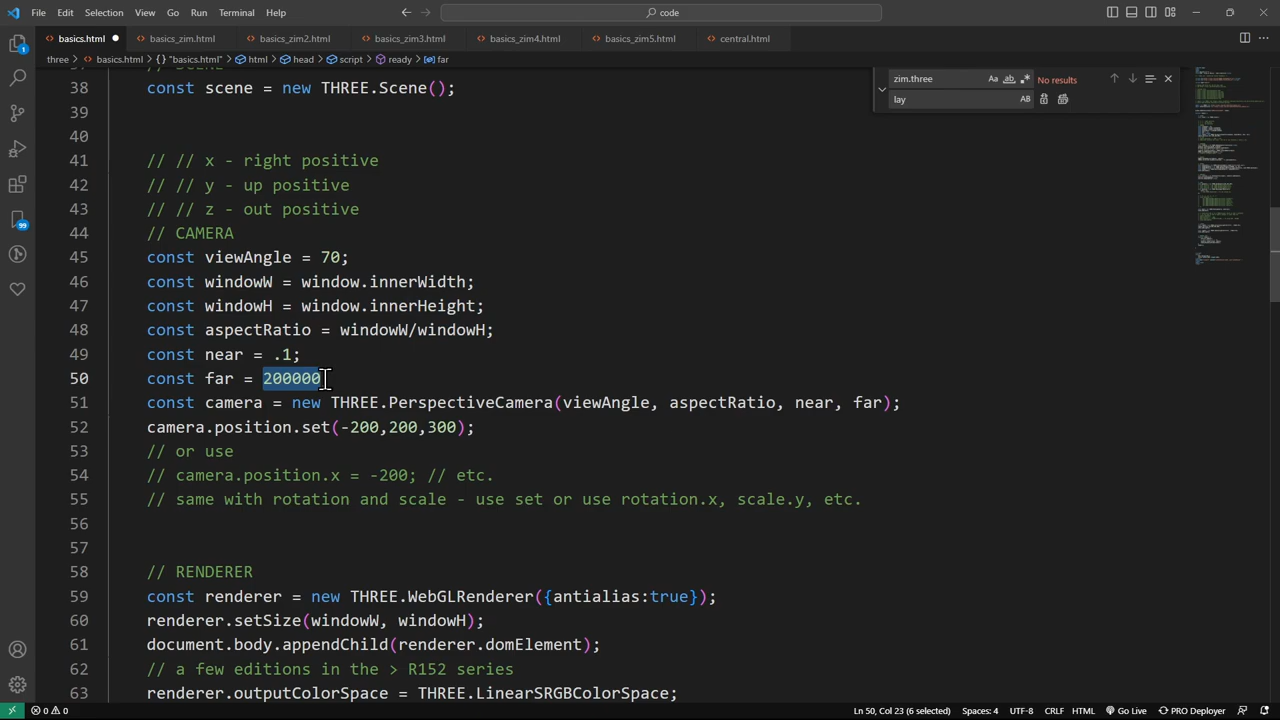 File Edit Selection View Go Run Terminal Help
code
basics.html basics_zim.html basics_zim2.html basics_zim3.html basics_zim4.html basics_zim5.html central.html
three > basics.html > "basics.html" > html > head > script > ready > far
zim.three Aa ab .* No results
lay AB
38 const scene = new THREE.Scene();
39
40
41 // // x - right positive
42 // // y - up positive
43 // // z - out positive
44 // CAMERA
45 const viewAngle = 70;
46 const windowW = window.innerWidth;
47 const windowH = window.innerHeight;
48 const aspectRatio = windowW/windowH;
49 const near = .1;
50 const far = 200000
51 const camera = new THREE.PerspectiveCamera(viewAngle, aspectRatio, near, far);
52 camera.position.set(-200,200,300);
53 // or use
54 // camera.position.x = -200; // etc.
55 // same with rotation and scale - use set or use rotation.x, scale.y, etc.
56
57
58 // RENDERER
59 const renderer = new THREE.WebGLRenderer({antialias:true});
60 renderer.setSize(windowW, windowH);
61 document.body.appendChild(renderer.domElement);
62 // a few editions in the > R152 series
63 renderer.outputColorSpace = THREE.LinearSRGBColorSpace;
1
99
0 0 Ln 50, Col 23 (6 selected) Spaces: 4 UTF-8 CRLF HTML Go Live PRO Deployer